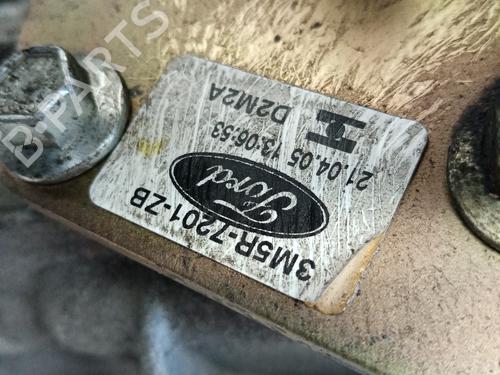 D2M2A
21.04.05 13:06:53
Ford
3M5R-7201-ZB
B-PARTS